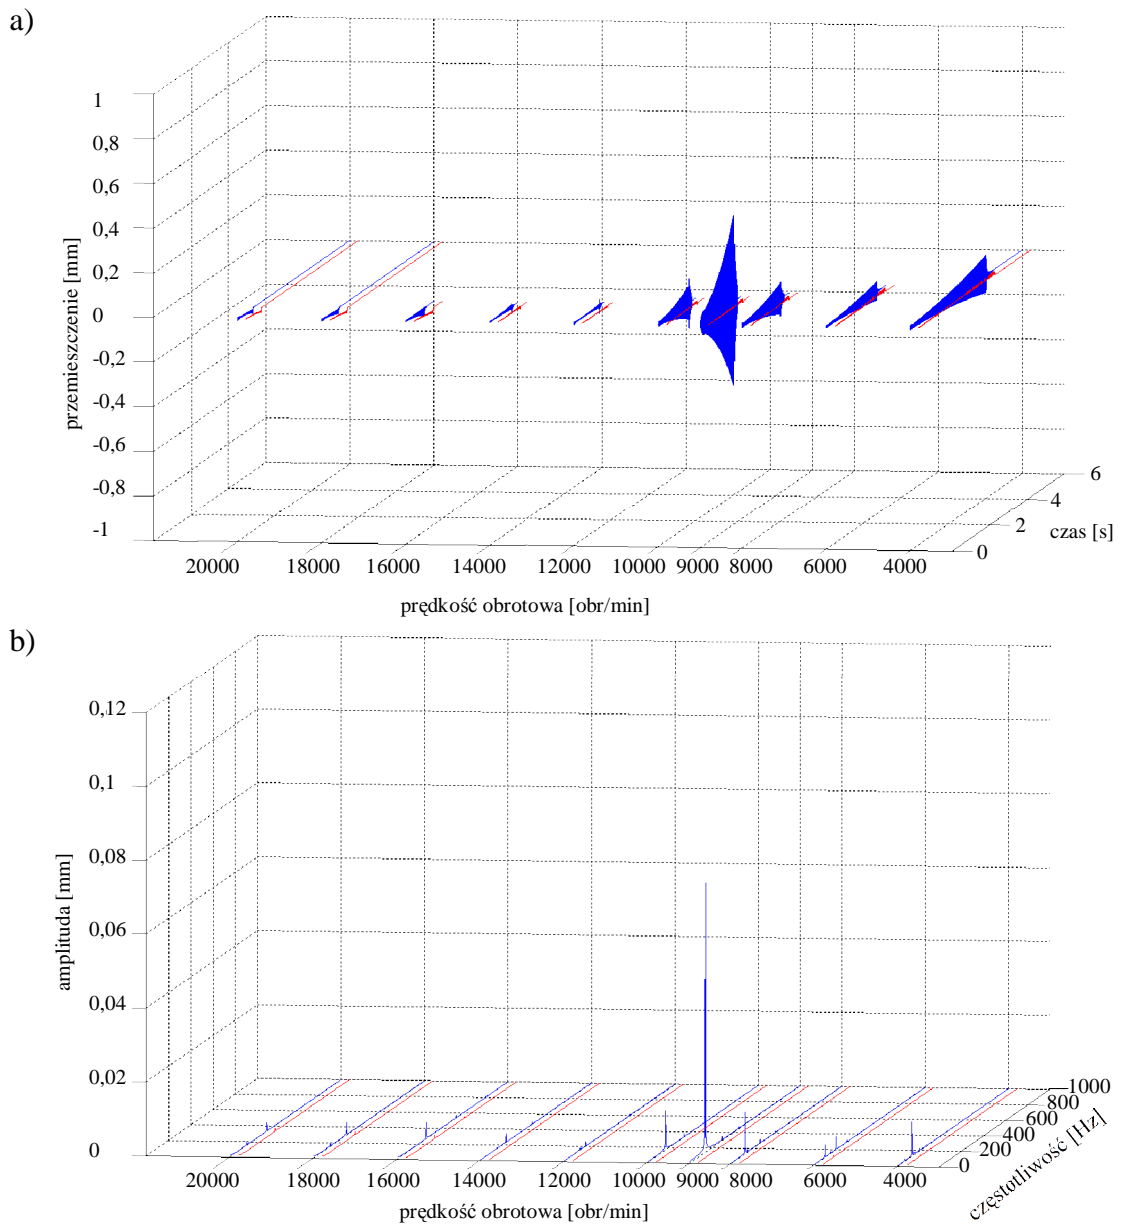 a)
1
0,8
0,6
0,4
0,2
0
-0,2
-0,4
-0,6
-0,8
-1
przemieszczenie [mm]
6
4
2
0
czas [s]
20000 18000 16000 14000 12000 10000 9000 8000 6000 4000
prędkość obrotowa [obr/min]
b)
0,12
0,1
0,08
0,06
0,04
0,02
0
amplituda [mm]
1000
800
600
400
200
0
częstotliwość [Hz]
20000 18000 16000 14000 12000 10000 9000 8000 6000 4000
prędkość obrotowa [obr/min]